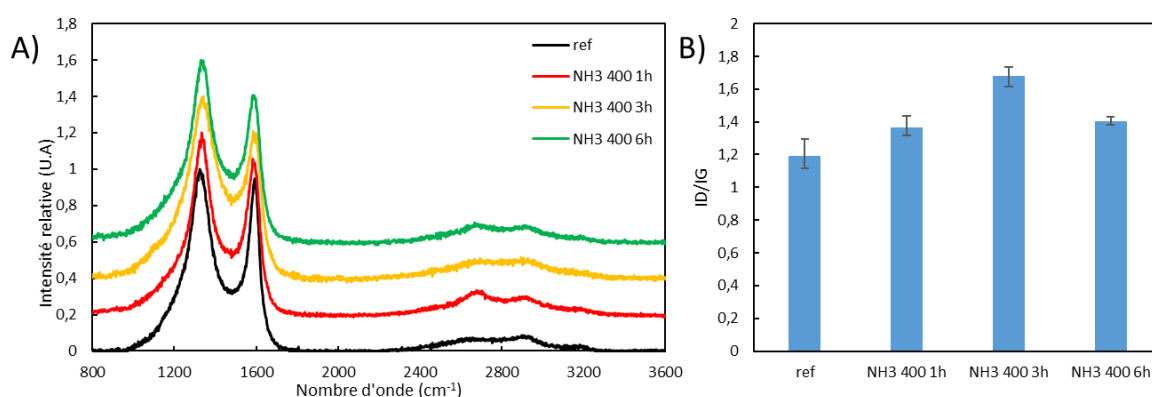 A)
Intensité relative (U.A)
1,8
1,6
1,4
1,2
1
0,8
0,6
0,4
0,2
0
800 1200 1600 2000 2400 2800 3200 3600
Nombre d'onde (cm-1)
ref
NH3 400 1h
NH3 400 3h
NH3 400 6h
B)
ID/IG
2
1,8
1,6
1,4
1,2
1
0,8
0,6
0,4
0,2
0
ref NH3 400 1h NH3 400 3h NH3 400 6h